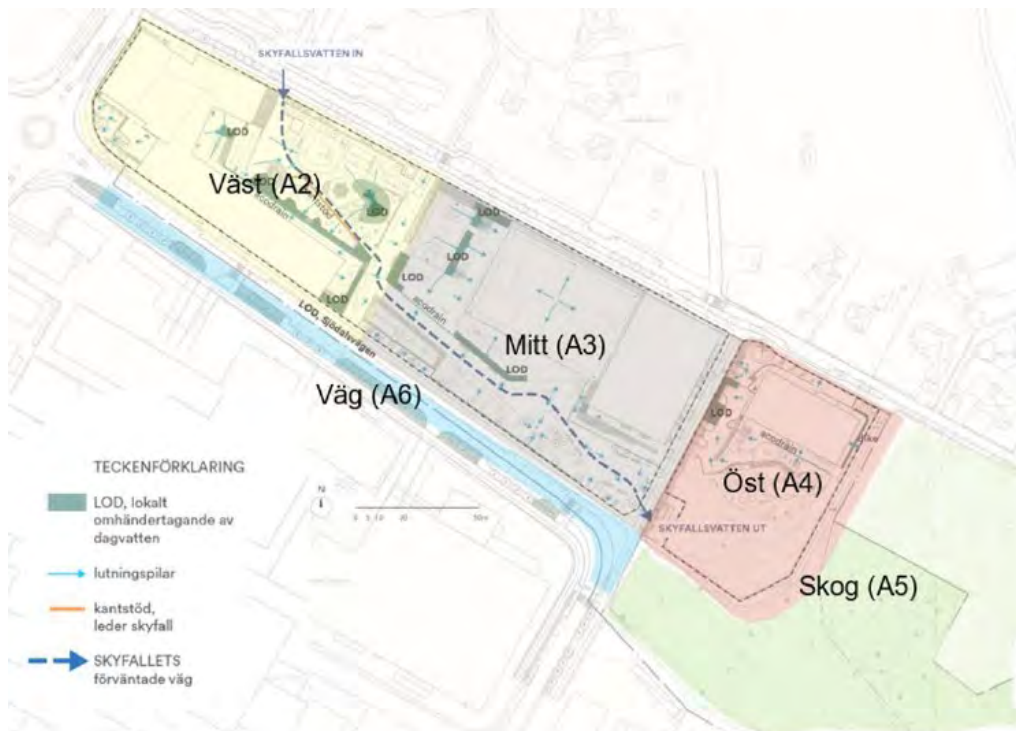 SKYFALLSVATTEN IN
LOD
Väst (A2)
LOD
acodrain
LOD
LOD
LOD
LOD
LOD
LOD, Sjödalsvägen
acodrain
LOD
Mitt (A3)
Väg (A6)
LOD
acodrain
Öst (A4)
SKYFALLSVATTEN UT
Skog (A5)
TECKENFÖRKLARING
LOD, lokalt
omhändertagande av
dagvatten
lutningspilar
kantstöd,
leder skyfall
SKYFALLETS
förväntade väg
N